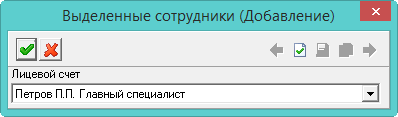 Выделенные сотрудники (Добавление)
Лицевой счет
Петров П.П. Главный специалист